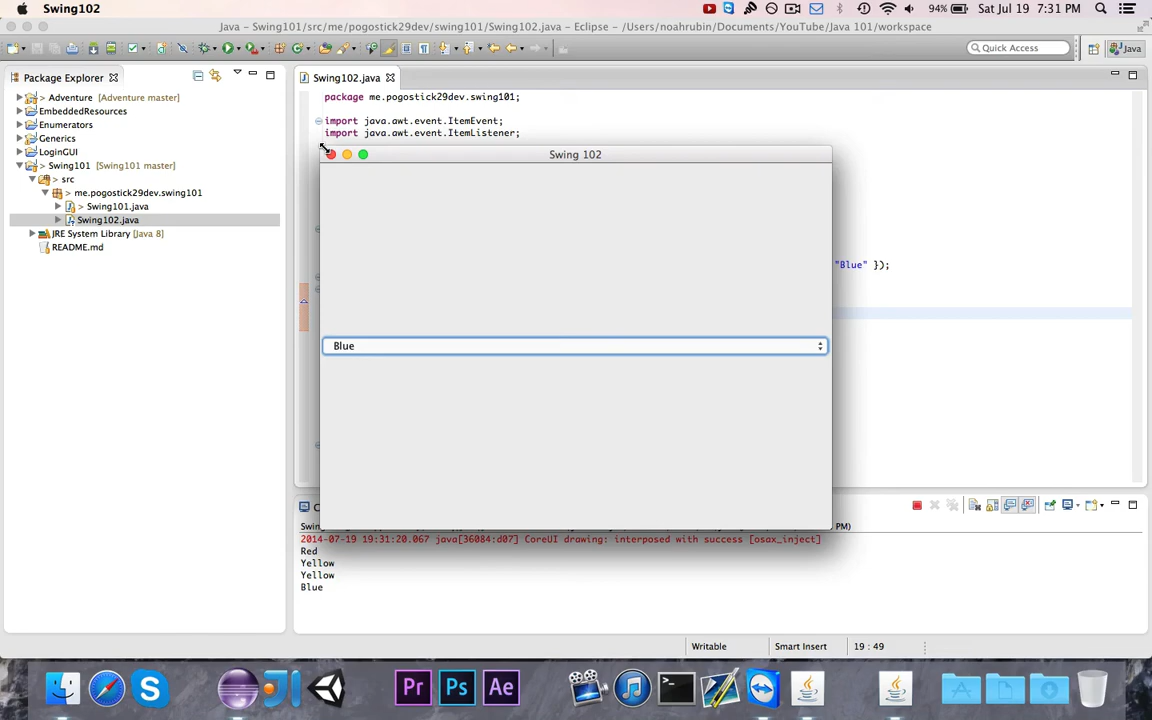 Swing102
94%
Sat Jul 19 7:31 PM
Java - Swing101/src/me/pogostick29dev/swing101/Swing102.java - Eclipse - /Users/noahrubin/Documents/YouTube/Java 101/workspace
Quick Access
Java
Package Explorer
Swing102.java
> Adventure [Adventure master]
EmbeddedResources
Enumerators
Generics
LoginGUI
> Swing101 [Swing101 master]
> src
> me.pogostick29dev.swing101
> Swing101.java
Swing102.java
JRE System Library [Java 8]
README.md
package me.pogostick29dev.swing101;
import java.awt.event.ItemEvent;
import java.awt.event.ItemListener;
"Blue" });
Swing 102
Blue
PM)
2014-07-19 19:31:20.067 java[36084:d07] CoreUI drawing: interposed with success [osax_inject]
Red
Yellow
Yellow
Blue
Writable
Smart Insert
19 : 49
Pr
Ps
Ae